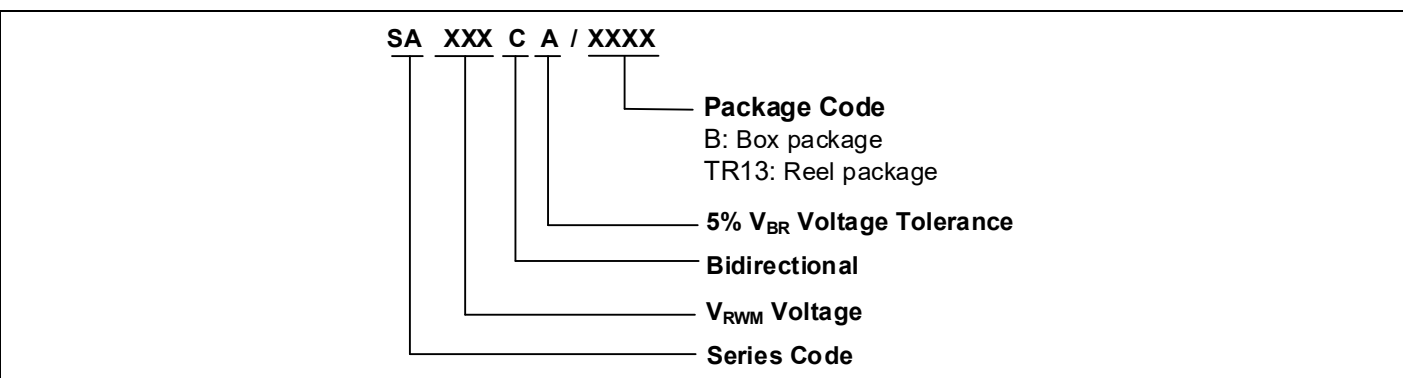 SA XXX C A / XXXX
Package Code
B: Box package
TR13: Reel package
5% VBR Voltage Tolerance
Bidirectional
VRWM Voltage
Series Code